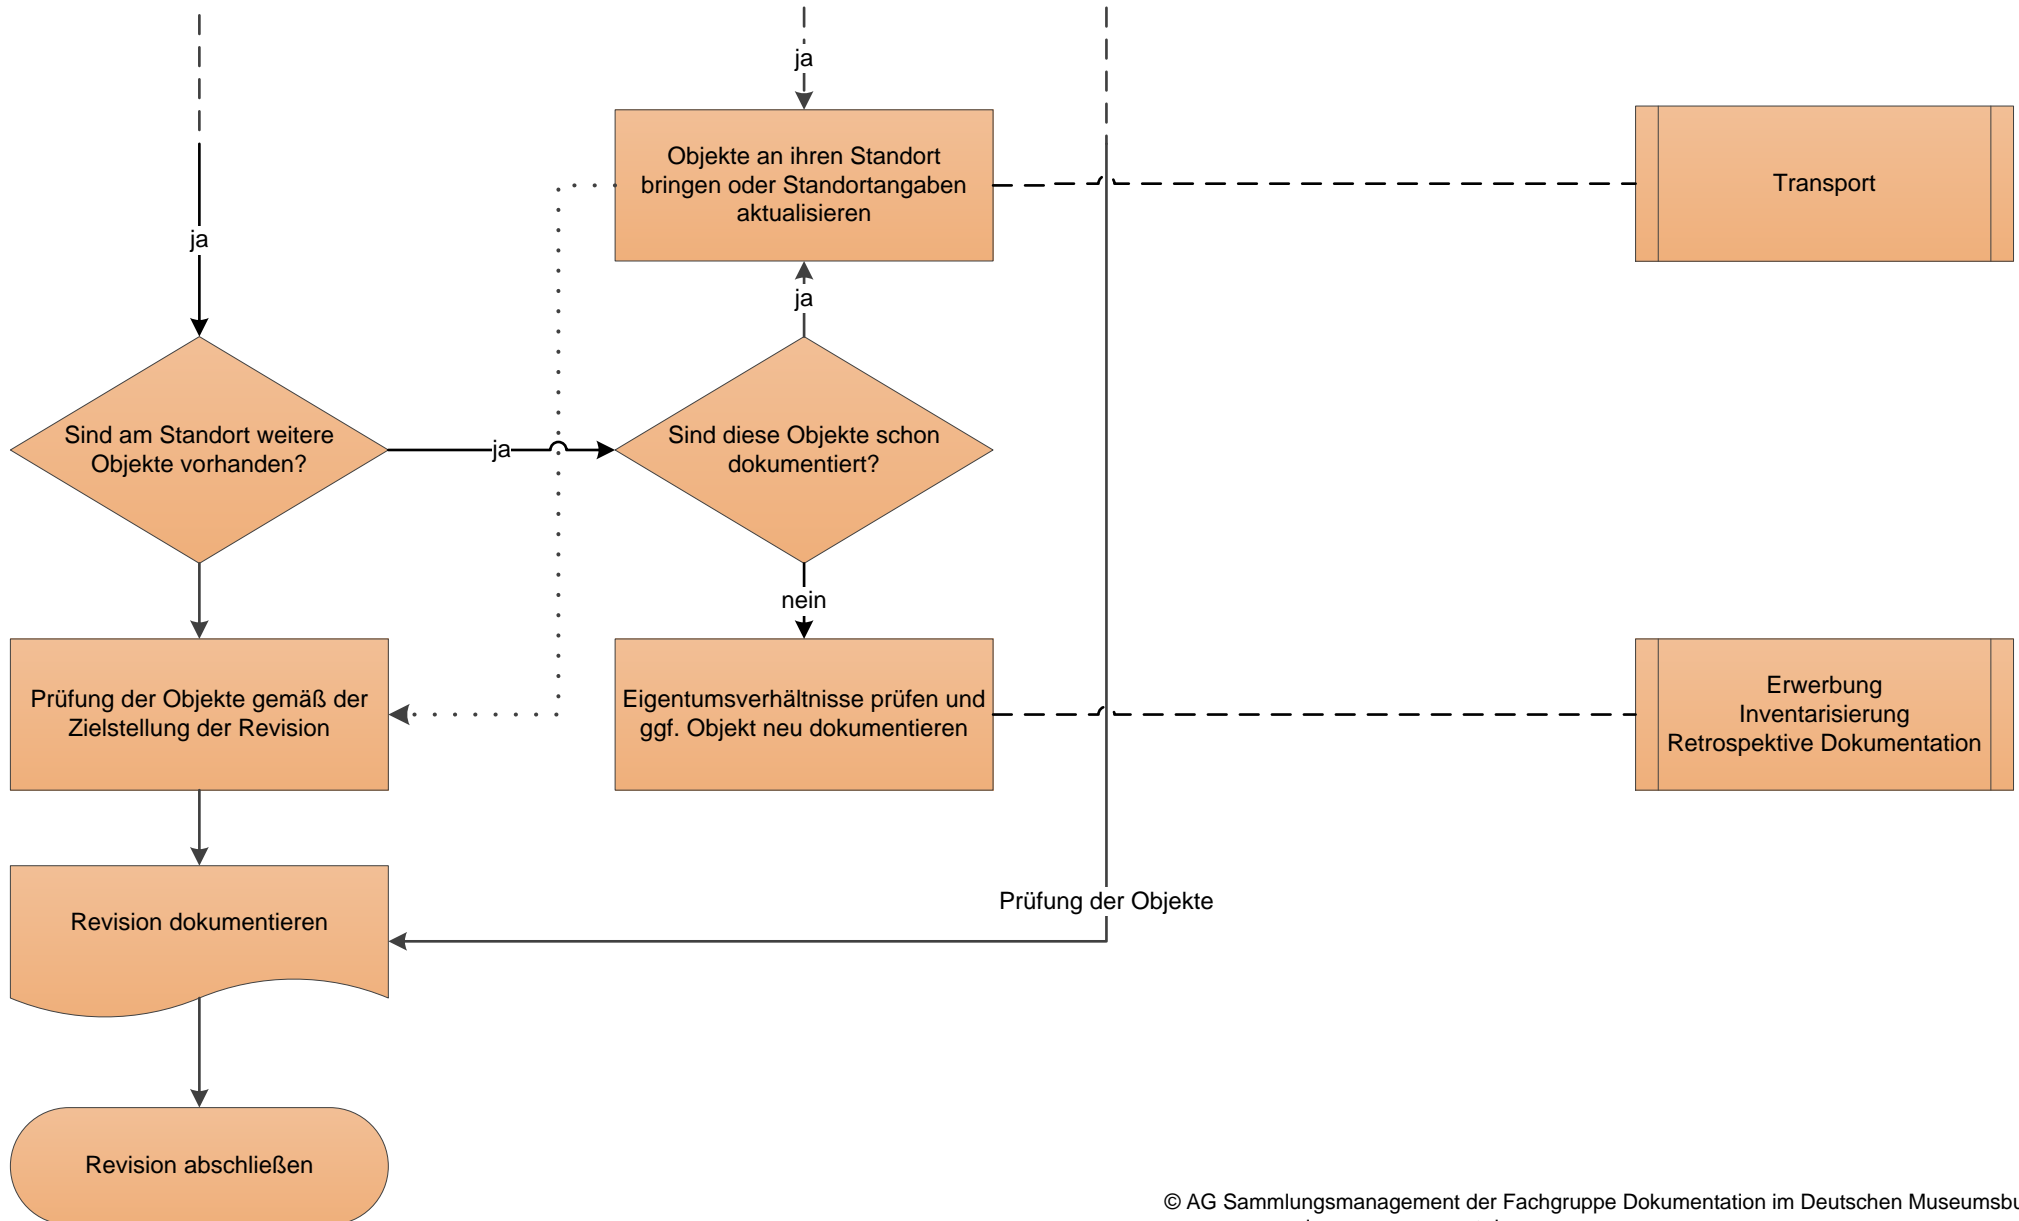 ja
Objekte an ihren Standort
bringen oder Standortangaben
aktualisieren
Transport
ja
ja
Sind am Standort weitere
Objekte vorhanden?
ja
Sind diese Objekte schon
dokumentiert?
nein
Prüfung der Objekte gemäß der
Zielstellung der Revision
Eigentumsverhältnisse prüfen und
ggf. Objekt neu dokumentieren
Erwerbung
Inventarisierung
Retrospektive Dokumentation
Revision dokumentieren
Prüfung der Objekte
Revision abschließen
© AG Sammlungsmanagement der Fachgruppe Dokumentation im Deutschen